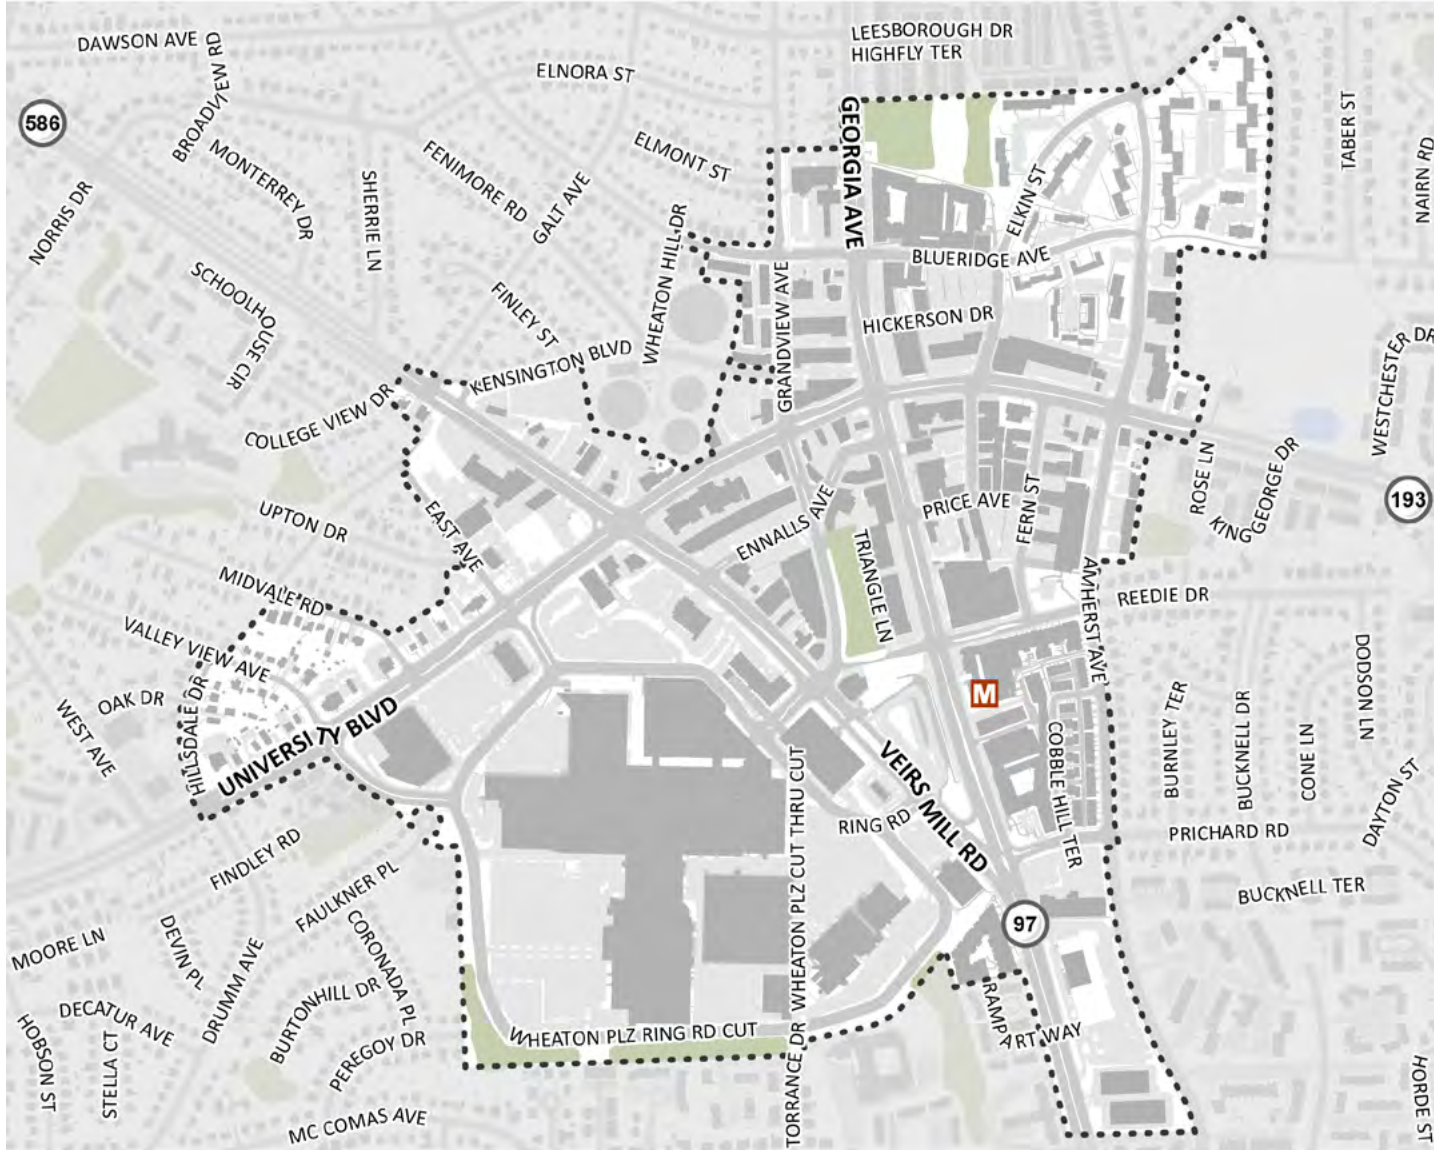 LEESBOROUGH DR
HIGHFLY TER
DAWSON AVE
BROADVIEW RD
ELNORA ST
586
GEORGIA AVE
TABER ST
NAIRN RD
MONTERREY DR
SHERRIE LN
FENIMORE RD
ELMONT ST
GALT AVE
NORRIS DR
ELKIN ST
WHEATON HILL DR
BLUERIDGE AVE
SCHOOLHOUSE CIR
FINLEY ST
GRANDVIEW AVE
HICKERSON DR
KENSINGTON BLVD
WESTCHESTER DR
COLLEGE VIEW DR
ROSE LN
KING GEORGE DR
193
UPTON DR
EAST AVE
ENNALLS AVE
PRICE AVE
FERN ST
TRIANGLE LN
AMHERST AVE
REEDIE DR
MIDVALE RD
VALLEY VIEW AVE
OAK DR
WEST AVE
HILLSDALE DR
UNIVERSITY BLVD
M
COBBLE HILL TER
BURNLEY TER
BUCKNELL DR
CONE LN
DODSON LN
DAYTON ST
VEIRS MILL RD
RING RD
PRICHARD RD
BUCKNELL TER
FINDLEY RD
FAULKNER PL
CORONADA PL
MOORE LN
DEVIN PL
DRUMM AVE
BURTONHILL DR
DECATUR AVE
HOBSON ST
STELLA CT
PEREGOY DR
MC COMAS AVE
WHEATON PLZ RING RD CUT
TORRANCE DR WHEATON PLZ CUT THRU CUT
97
RAMPART WAY
HORDE ST